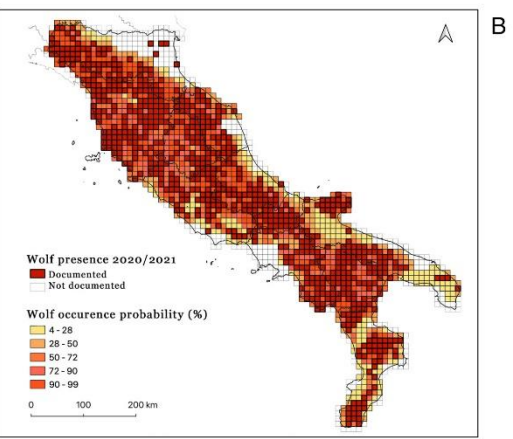 B
Wolf presence 2020/2021
Documented
Not documented
Wolf occurence probability (%)
4 - 28
28 - 50
50 - 72
72 - 90
90 - 99
0 100 200 km